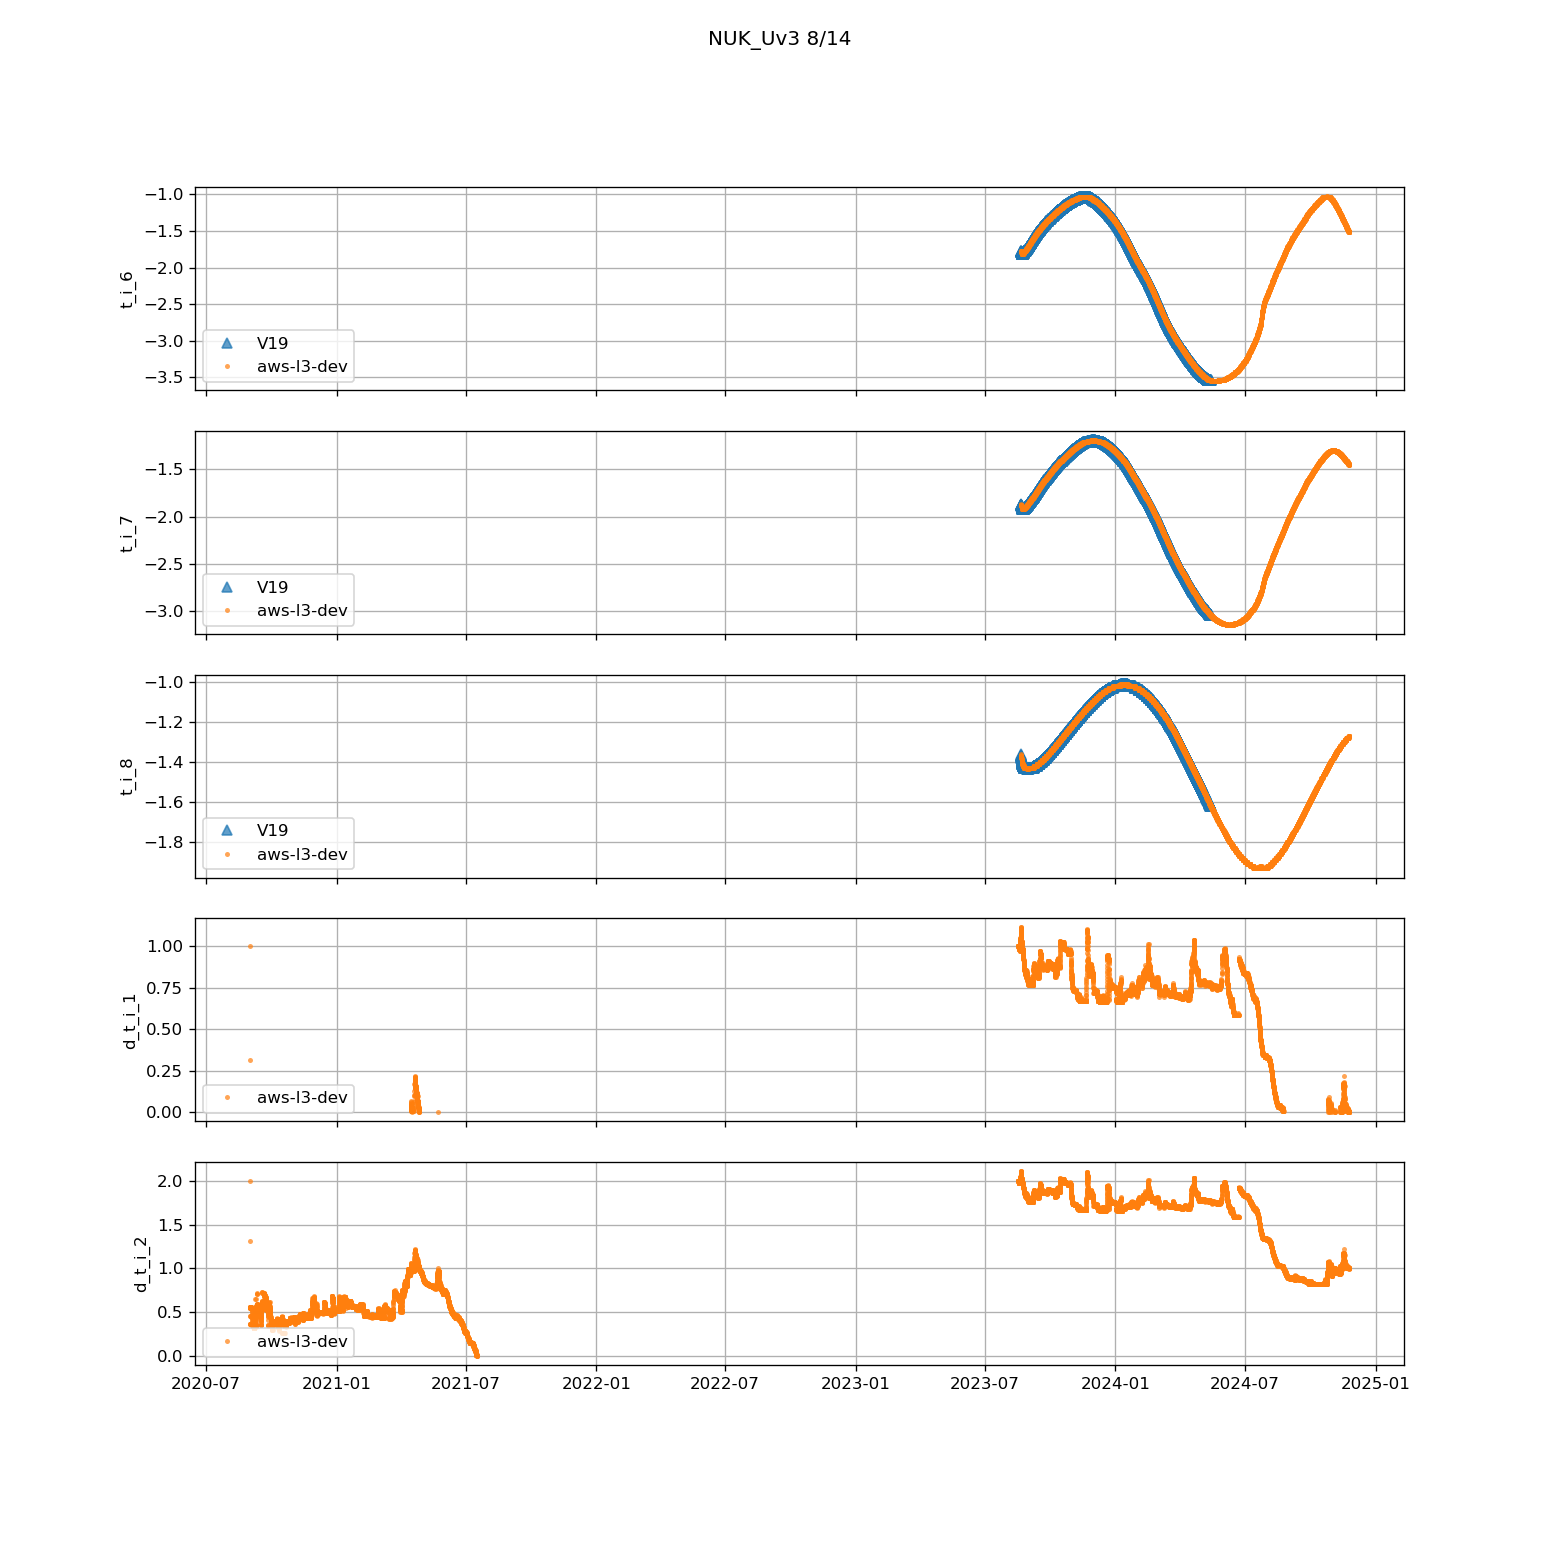 NUK_Uv3 8/14
−1.0
−1.5
−2.0
−2.5
−3.0
−3.5
t_i_6
V19
aws-l3-dev
−1.5
−2.0
−2.5
−3.0
t_i_7
V19
aws-l3-dev
−1.0
−1.2
−1.4
−1.6
−1.8
t_i_8
V19
aws-l3-dev
1.00
0.75
0.50
0.25
0.00
d_t_i_1
aws-l3-dev
2.0
1.5
1.0
0.5
0.0
d_t_i_2
aws-l3-dev
2020-07 2021-01 2021-07 2022-01 2022-07 2023-01 2023-07 2024-01 2024-07 2025-01